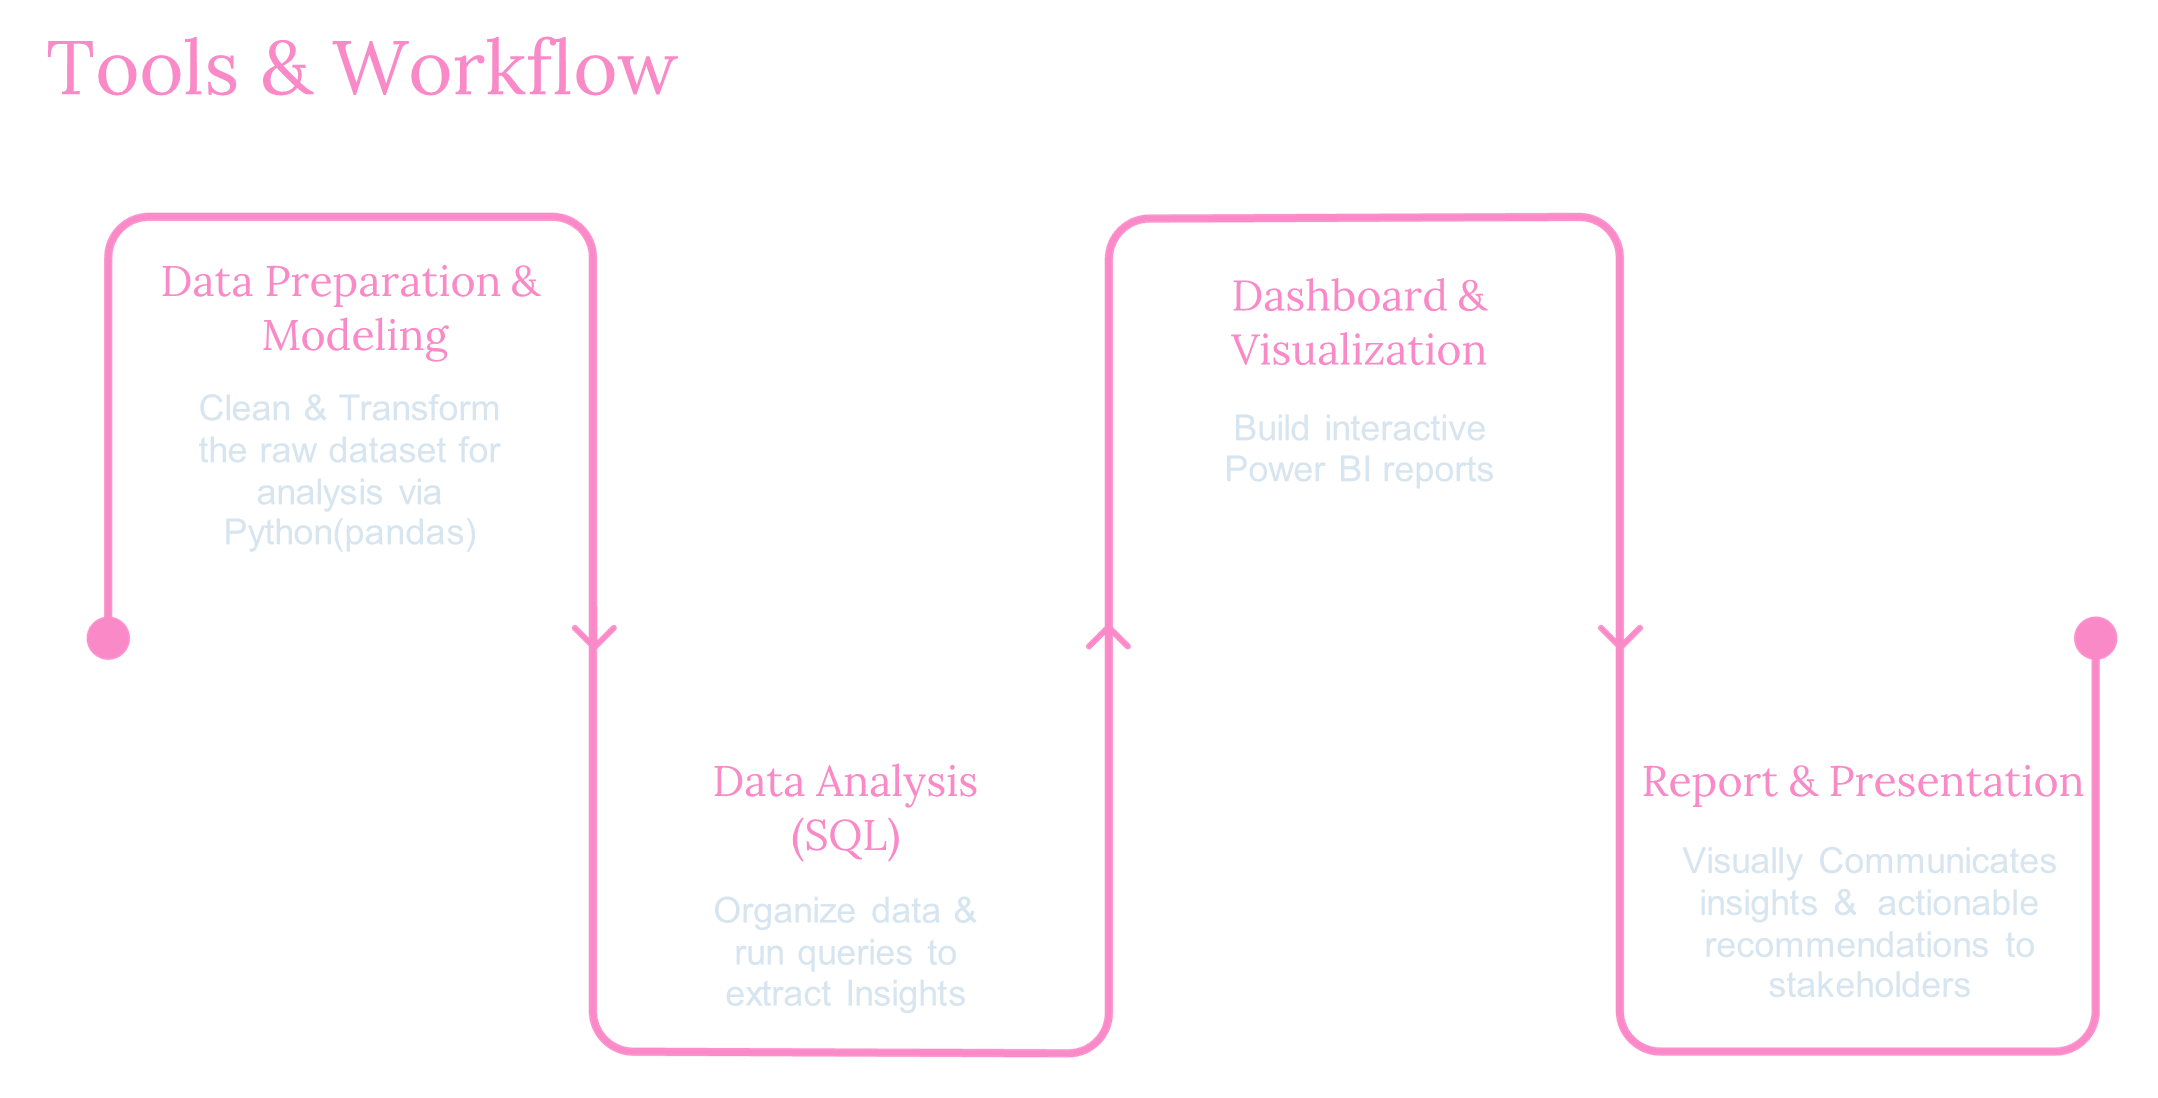 Tools & Workflow
Data Preparation &
Modeling
Clean & Transform
the raw dataset for
analysis via
Python(pandas)
Data Analysis
(SQL)
Organize data &
run queries to
extract Insights
Dashboard &
Visualization
Build interactive
Power BI reports
Report & Presentation
Visually Communicates
insights & actionable
recommendations to
stakeholders